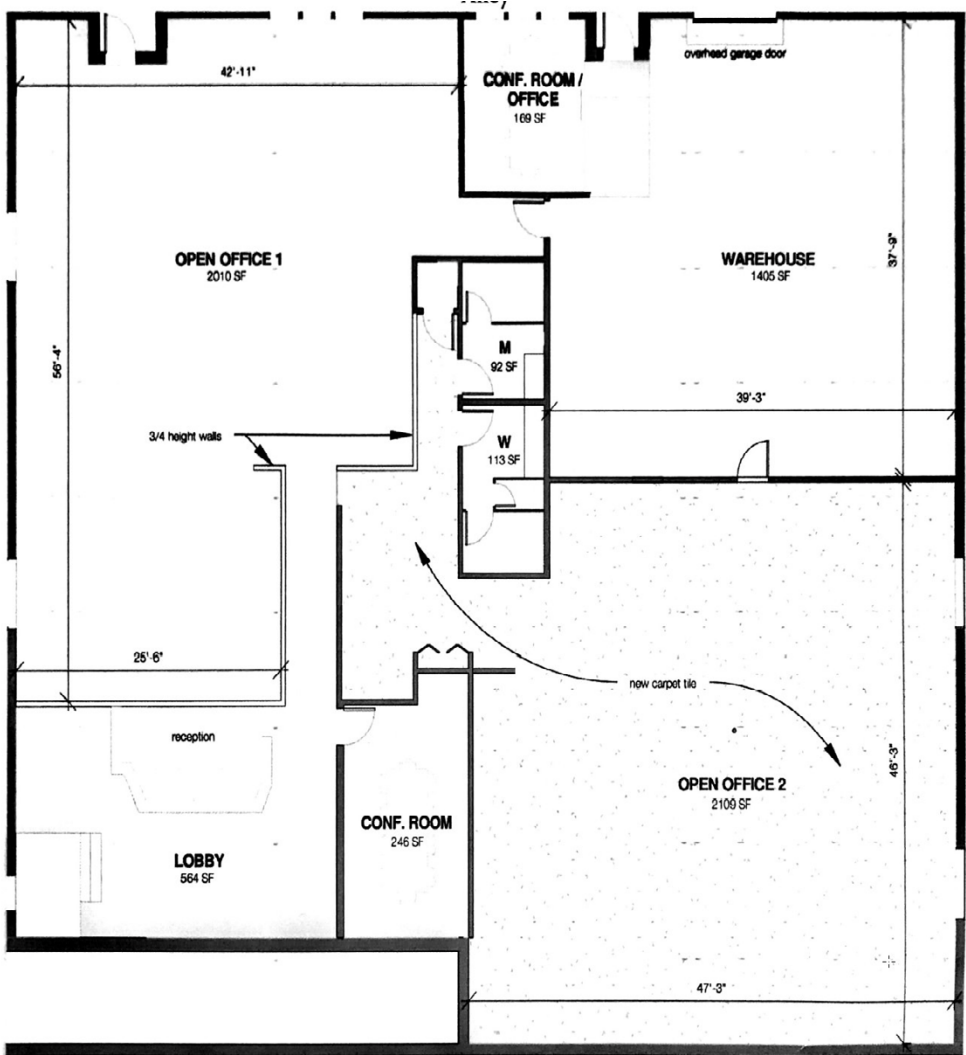 42'-11"
CONF. ROOM /
OFFICE
169 SF
overhead garage door
OPEN OFFICE 1
2010 SF
WAREHOUSE
1405 SF
37'-9"
56'-4"
M
92 SF
39'-3"
3/4 height walls
W
113 SF
25'-6"
new carpet tile
reception
46'-3"
OPEN OFFICE 2
2109 SF
CONF. ROOM
246 SF
LOBBY
564 SF
47'-3"